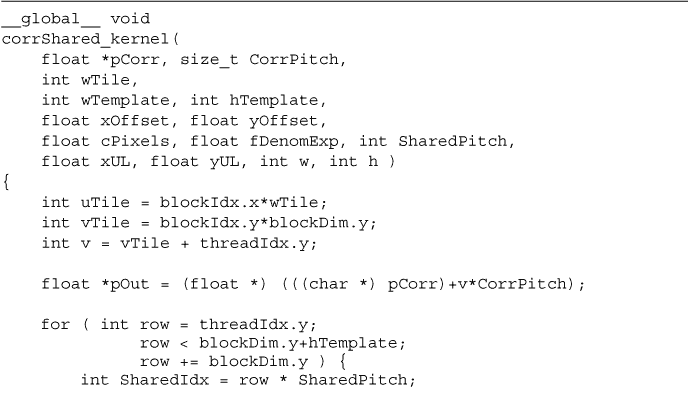 __global__ void
corrShared_kernel(
    float *pCorr, size_t CorrPitch,
    int wTile,
    int wTemplate, int hTemplate,
    float xOffset, float yOffset,
    float cPixels, float fDenomExp, int SharedPitch,
    float xUL, float yUL, int w, int h )
{
    int uTile = blockIdx.x*wTile;
    int vTile = blockIdx.y*blockDim.y;
    int v = vTile + threadIdx.y;

    float *pOut = (float *) (((char *) pCorr)+v*CorrPitch);

    for ( int row = threadIdx.y;
              row < blockDim.y+hTemplate;
              row += blockDim.y ) {
        int SharedIdx = row * SharedPitch;